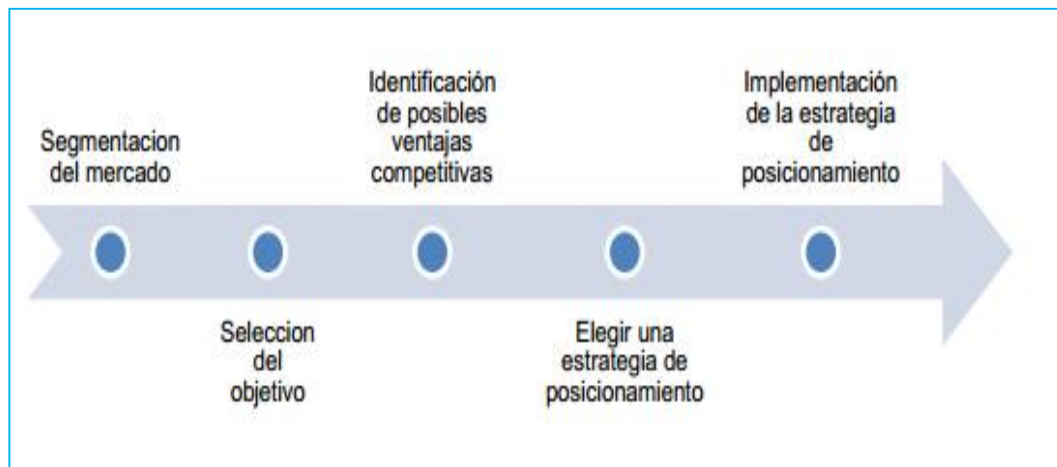 Segmentacion
del mercado
Seleccion
del
objetivo
Identificación
de posibles
ventajas
competitivas
Elegir una
estrategia de
posicionamiento
Implementación
de la estrategia
de
posicionamiento